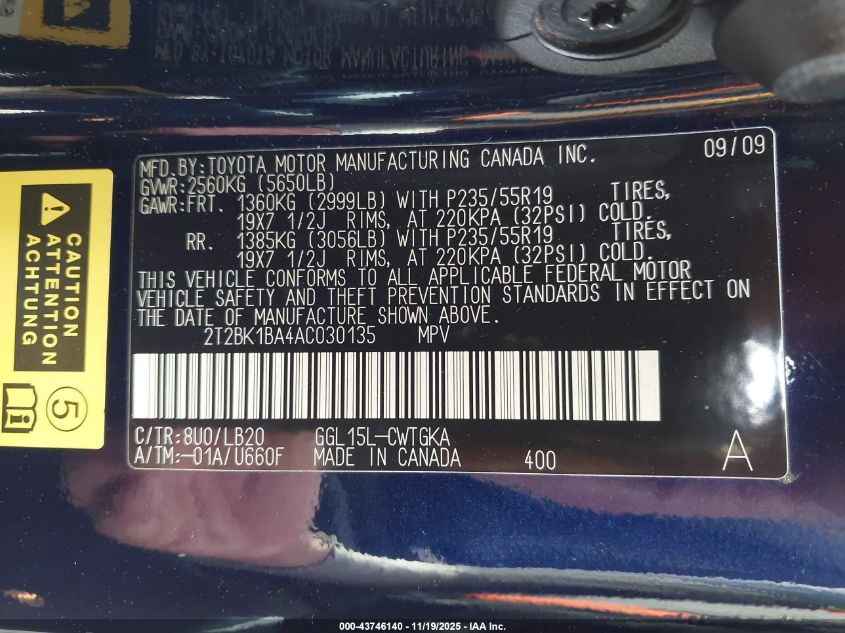 MFD.BY:TOYOTA MOTOR MANUFACTURING CANADA INC. 09/09
GVWR:2560KG (5650LB)
GAWR:FRT. 1360KG (2999LB) WITH P235/55R19 TIRES,
19X7 1/2J RIMS, AT 220KPA (32PSI) COLD.
RR. 1385KG (3056LB) WITH P235/55R19 TIRES,
19X7 1/2J RIMS, AT 220KPA (32PSI) COLD.
THIS VEHICLE CONFORMS TO ALL APPLICABLE FEDERAL MOTOR
VEHICLE SAFETY AND THEFT PREVENTION STANDARDS IN EFFECT ON
THE DATE OF MANUFACTURE SHOWN ABOVE.
2T2BK1BA4AC030135 MPV
C/TR:8U0/LB20 GGL15L-CWTGKA
A/TM:-01A/U660F MADE IN CANADA 400 A
CAUTION
ATTENTION
ACHTUNG
5
000-43746140 - 11/19/2025 - IAA Inc.